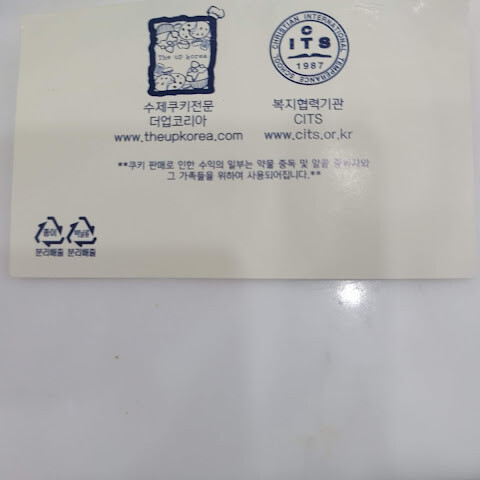 The up korea
CHRISTIAN INTERNATIONAL TEMPERANCE SCHOOL
C
ITS
1987
수제쿠키전문
더업코리아
www.theupkorea.com
복지협력기관
CITS
www.cits.or.kr
**쿠키 판매로 인한 수익의 일부는 약물 중독 및 알콜
그 가족들을 위하여 사용되어집니다.**
종이
분리배출
비닐류
분리배출